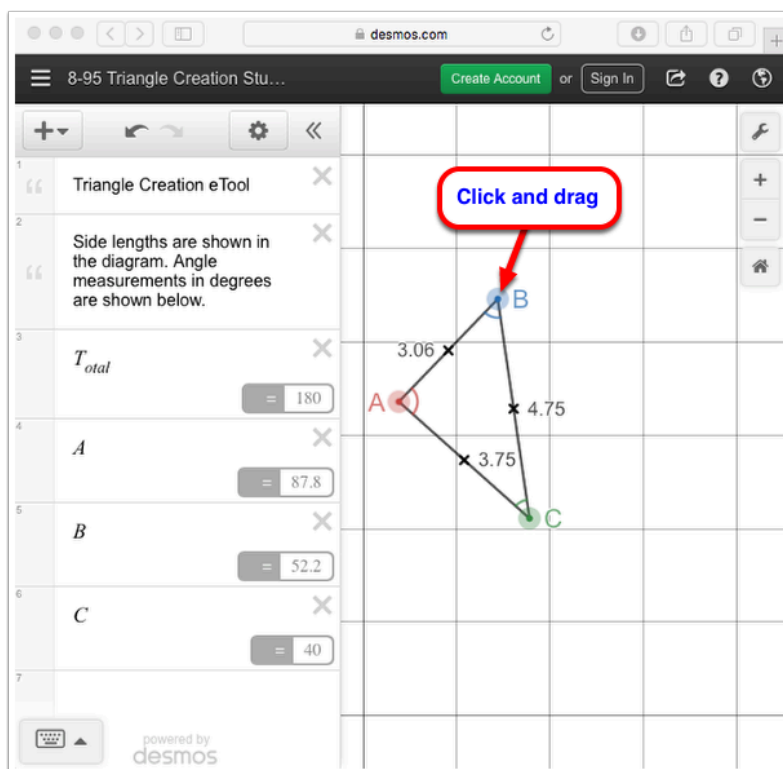 desmos.com
8-95 Triangle Creation Stu...
Create Account or Sign In
1
Triangle Creation eTool
2
Side lengths are shown in
the diagram. Angle
measurements in degrees
are shown below.
3
Total
= 180
4
A
= 87.8
5
B
= 52.2
6
C
= 40
7
powered by
desmos
Click and drag
B
3.06
A
4.75
3.75
C